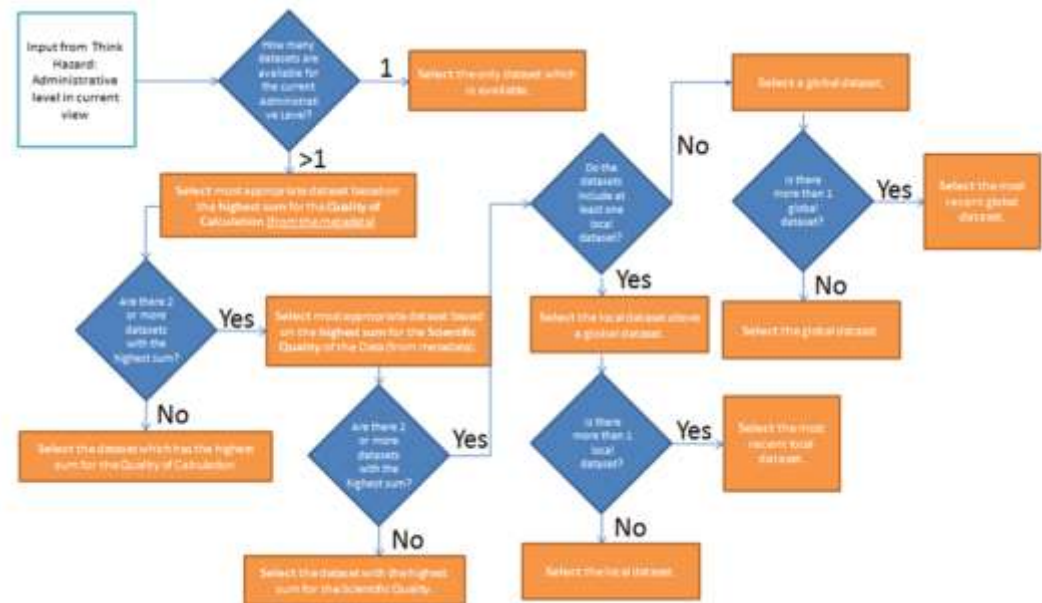 Input from Think
Hazard:
Administrative
level in current
view
How many
datasets are
available for
the current
Administrati
ve Level?
1
Select the only dataset which
is available.
>1
Select most appropriate dataset based on
the highest sum for the Quality of
Calculation (from the metadata)
Are there 2
or more
datasets
with the
highest sum?
Yes
Select most appropriate dataset based
on the highest sum for the Scientific
Quality of the Data (from metadata).
No
Select the dataset which has the highest
sum for the Quality of Calculation
Are there 2
or more
datasets
with the
highest sum?
Yes
No
Select the dataset with the highest
sum for the Scientific Quality.
Do the
datasets
include at
least one
local
dataset?
No
Select a global dataset.
Is there
more than 1
global
dataset?
Yes
Select the most
recent global
dataset.
No
Select the global dataset
Yes
Select the local dataset above
a global dataset.
Is there
more than 1
local
dataset?
Yes
Select the most
recent local
dataset.
No
Select the local dataset.